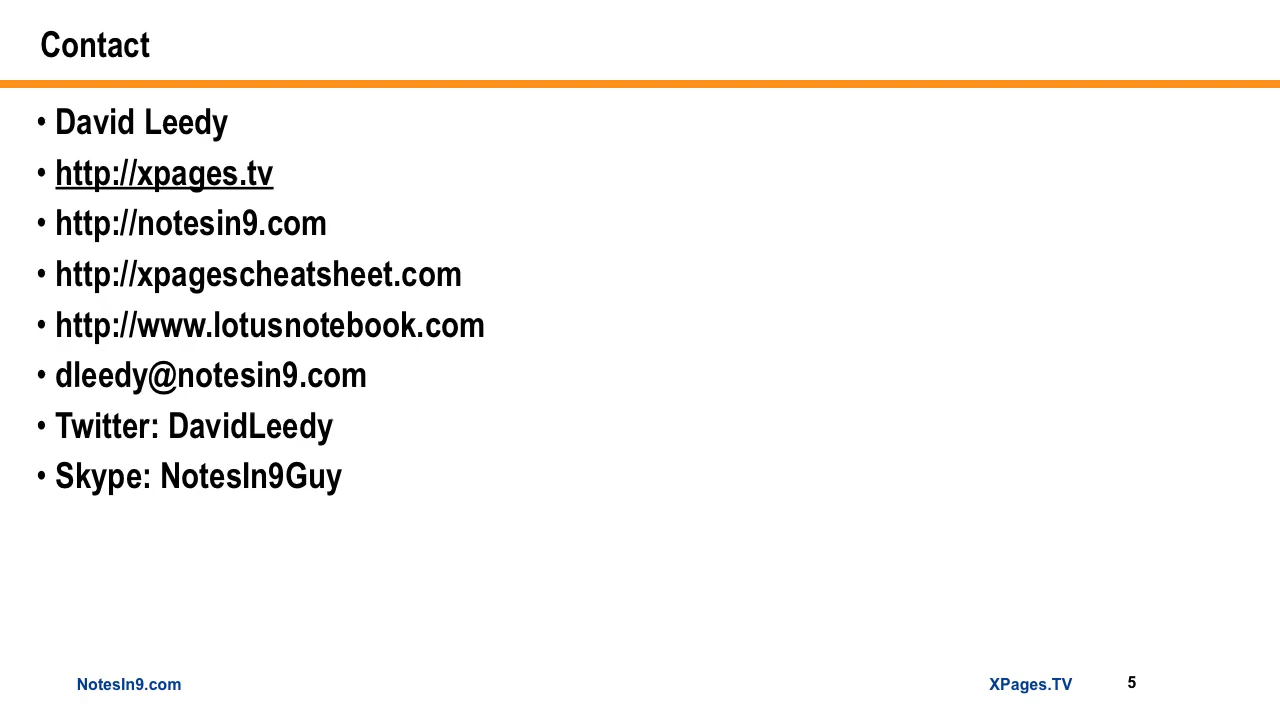 Contact
• David Leedy
• http://xpages.tv
• http://notesin9.com
• http://xpagescheatsheet.com
• http://www.lotusnotebook.com
• dleedy@notesin9.com
• Twitter: DavidLeedy
• Skype: NotesIn9Guy
NotesIn9.com XPages.TV 5